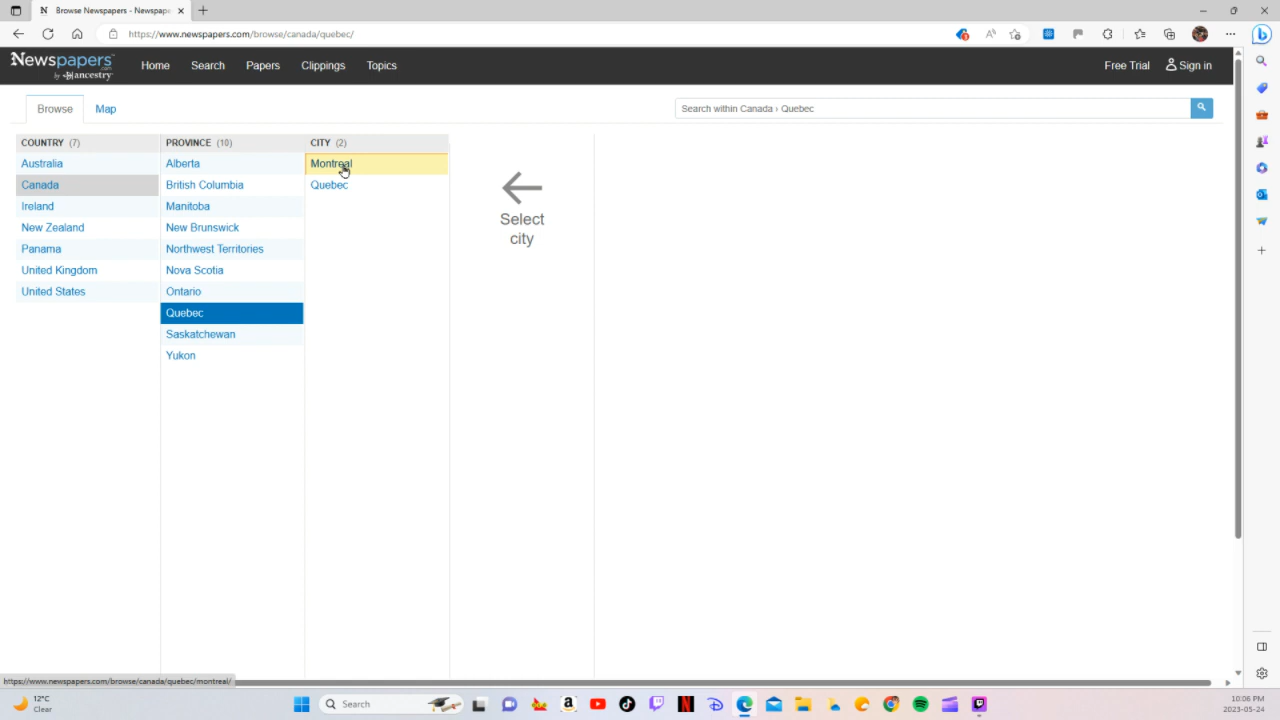 Browse Newspapers - Newspape
https://www.newspapers.com/browse/canada/quebec/
Newspapers.com
by ancestry
Home Search Papers Clippings Topics Free Trial Sign in
Browse Map Search within Canada › Quebec
COUNTRY (7) PROVINCE (10) CITY (2)
Australia Alberta Montreal
Canada British Columbia Quebec
Ireland Manitoba
New Zealand New Brunswick
Panama Northwest Territories
United Kingdom Nova Scotia
United States Ontario
Quebec
Saskatchewan
Yukon
Select
city
https://www.newspapers.com/browse/canada/quebec/montreal/
12°C
Clear
Search
10:06 PM
2023-05-24